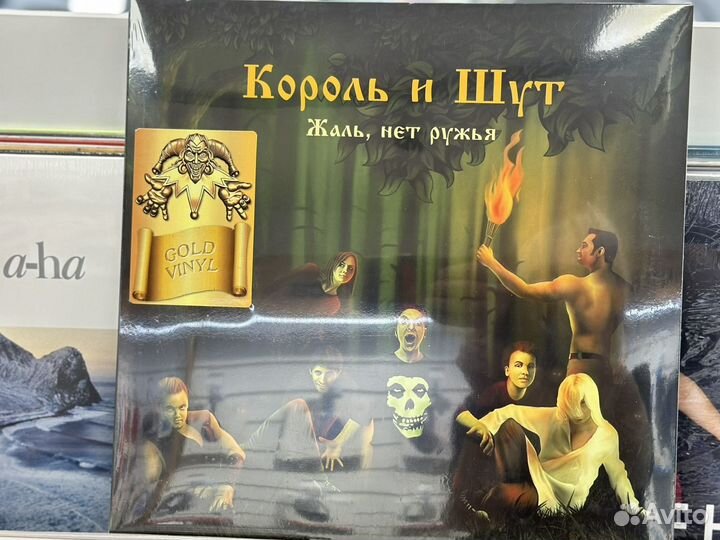 Король и Шут
Жаль, нет ружья
GOLD
VINYL
a-ha
Avito